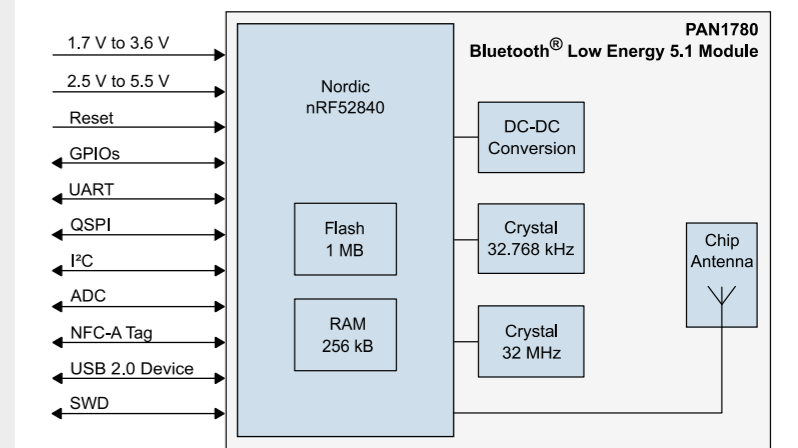 PAN1780
Bluetooth® Low Energy 5.1 Module
1.7 V to 3.6 V
2.5 V to 5.5 V
Reset
GPIOs
UART
QSPI
I²C
ADC
NFC-A Tag
USB 2.0 Device
SWD
Nordic
nRF52840
Flash
1 MB
RAM
256 kB
DC-DC
Conversion
Crystal
32.768 kHz
Crystal
32 MHz
Chip
Antenna